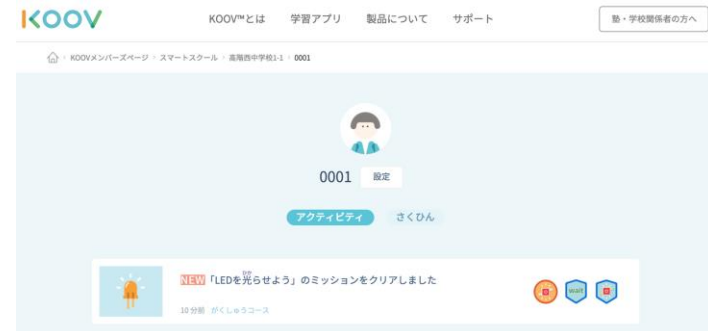 KOOV
KOOV™とは 学習アプリ 製品について サポート 塾・学校関係者の方へ
KOOVメンバーズページ › スマートスクール › 高階西中学校1-1 › 0001
0001 設定
アクティビティ さくひん
NEW 「LEDを光らせよう」のミッションをクリアしました
wait
10分前 がくしゅうコース